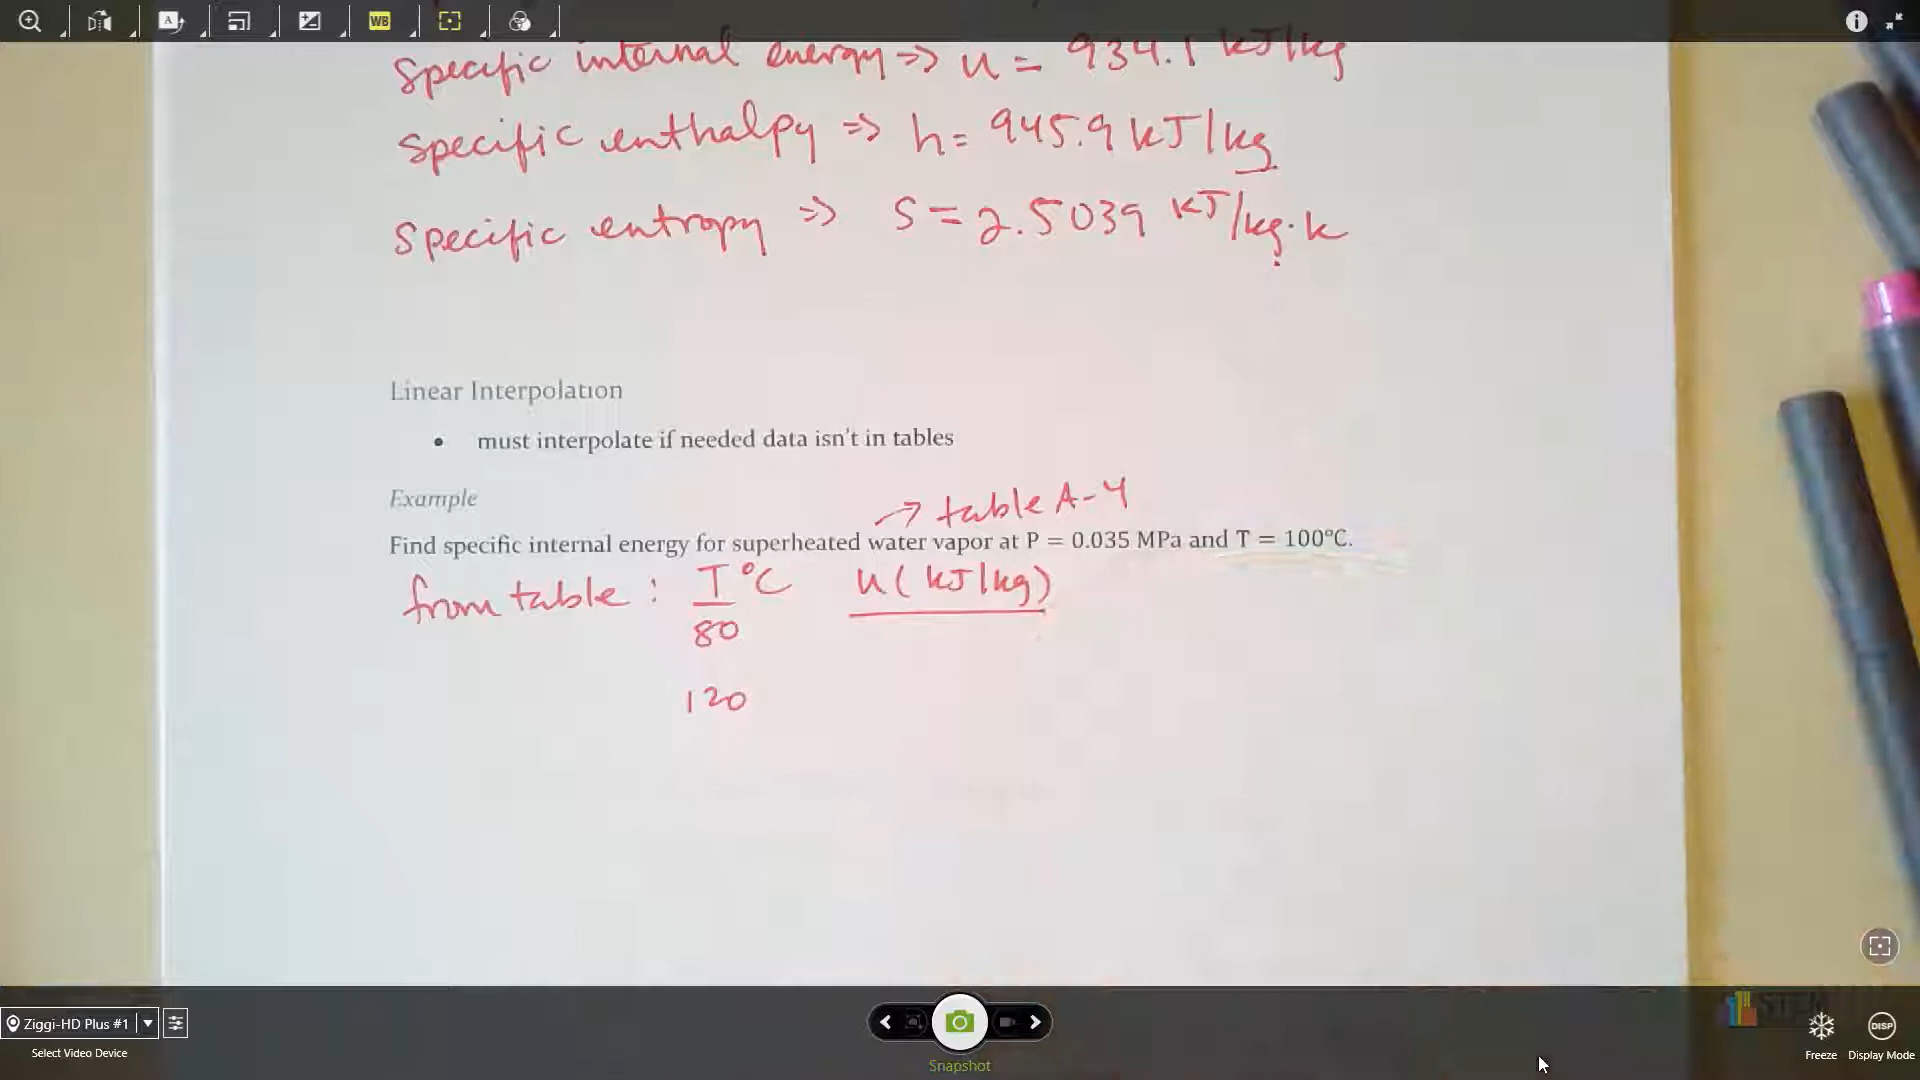 Specific internal energy => u = 934.1 kJ/kg
Specific enthalpy => h = 945.9 kJ/kg
Specific entropy => s = 2.5039 kJ/kg·K
Linear Interpolation
• must interpolate if needed data isn't in tables
Example
→ table A-4
Find specific internal energy for superheated water vapor at P = 0.035 MPa and T = 100°C.
from table : T °C u (kJ/kg)
80
120
A
WB
i
Ziggi-HD Plus #1
Select Video Device
Snapshot
STEM
DISP
Freeze Display Mode